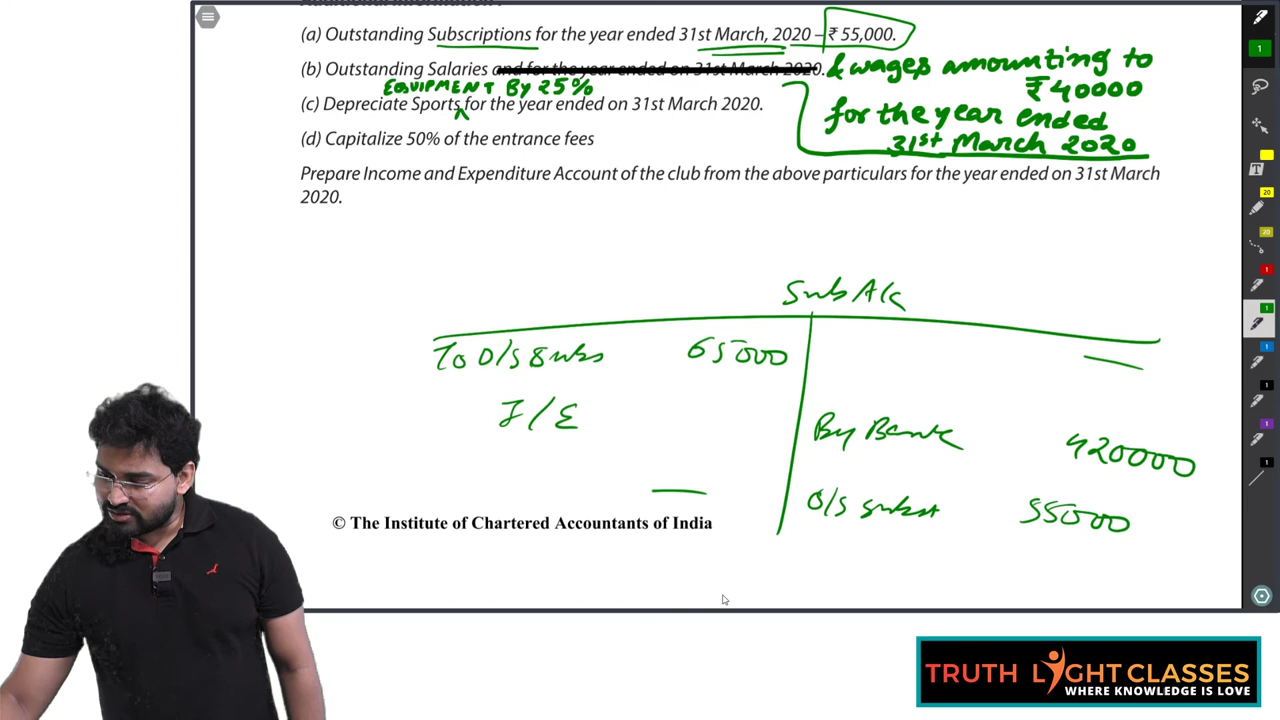 (a) Outstanding Subscriptions for the year ended 31st March, 2020 – ₹ 55,000.
(b) Outstanding Salaries and for the year ended on 31st March 2020. & wages amounting to
₹ 40000
for the year ended
31st March 2020
EQUIPMENT By 25%
(c) Depreciate Sports for the year ended on 31st March 2020.
(d) Capitalize 50% of the entrance fees
Prepare Income and Expenditure Account of the club from the above particulars for the year ended on 31st March
2020.
Sub A/c
To O/S Subs 65000
I/E
By Bank 420000
O/S Subst 55000
© The Institute of Chartered Accountants of India
TRUTH LIGHT CLASSES
WHERE KNOWLEDGE IS LOVE